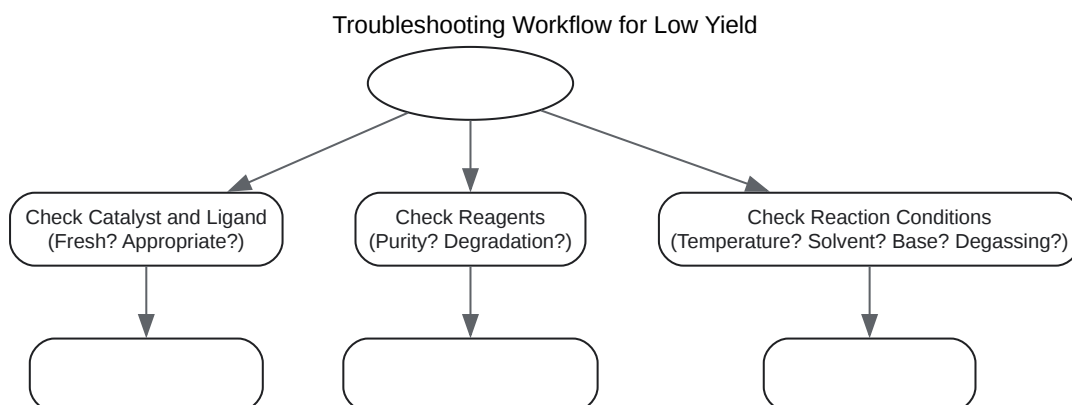 Troubleshooting Workflow for Low Yield
Check Catalyst and Ligand
(Fresh? Appropriate?)
Check Reagents
(Purity? Degradation?)
Check Reaction Conditions
(Temperature? Solvent? Base? Degassing?)